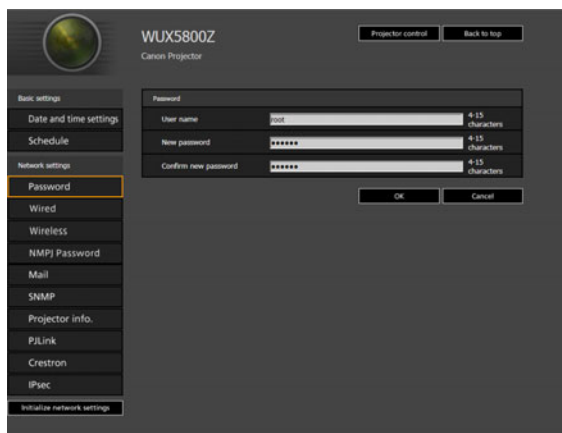 WUX5800Z
Canon Projector
Projector control
Back to top
Basic settings
Date and time settings
Schedule
Network settings
Password
Wired
Wireless
NMPJ Password
Mail
SNMP
Projector info.
PJLink
Crestron
IPsec
Initialize network settings
Password
User name
root
4-15
characters
New password
••••••
4-15
characters
Confirm new password
••••••
4-15
characters
OK
Cancel